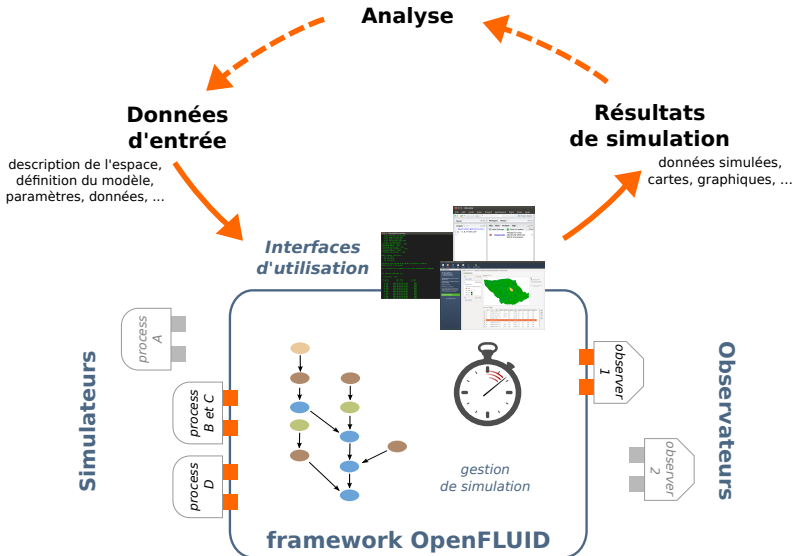 Analyse
Données
d'entrée
description de l'espace,
définition du modèle,
paramètres, données, ...
Résultats
de simulation
données simulées,
cartes, graphiques, ...
Interfaces
d'utilisation
Simulateurs
process
A
process
B et C
process
D
observer
1
observer
2
Observateurs
gestion
de simulation
framework OpenFLUID